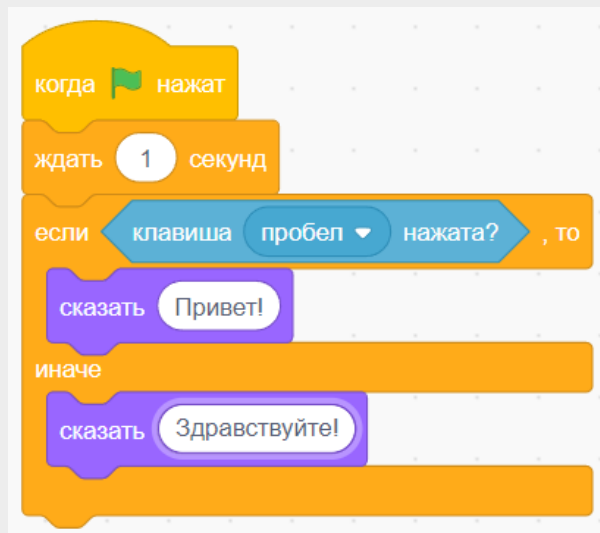 когда нажат
ждать 1 секунд
если клавиша пробел нажата? , то
сказать Привет!
иначе
сказать Здравствуйте!